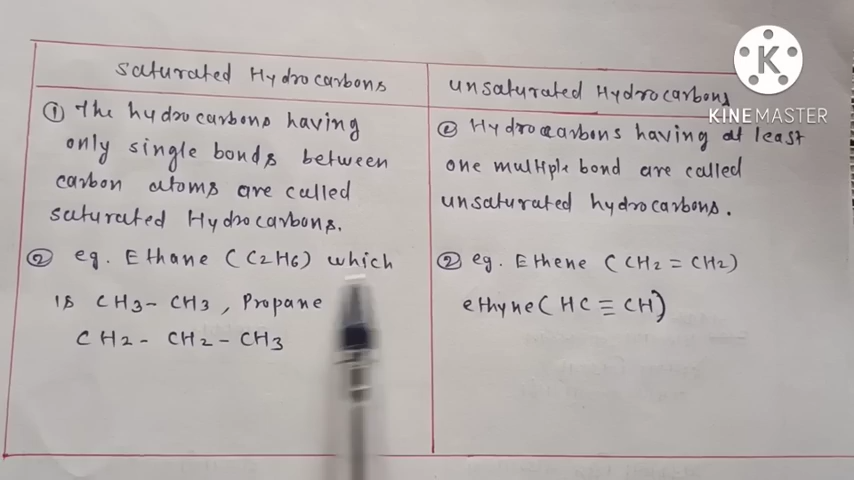 Saturated Hydrocarbons
① The hydrocarbons having
only single bonds between
carbon atoms are called
saturated Hydrocarbons.
② eg. Ethane (C2H6) which
is CH3- CH3, Propane
CH2- CH2- CH3
unsaturated Hydrocarbons
① Hydrocarbons having at least
one multiple bond are called
unsaturated hydrocarbons.
② eg. Ethene (CH2 = CH2)
ethyne (HC ≡ CH)
K
KINEMASTER